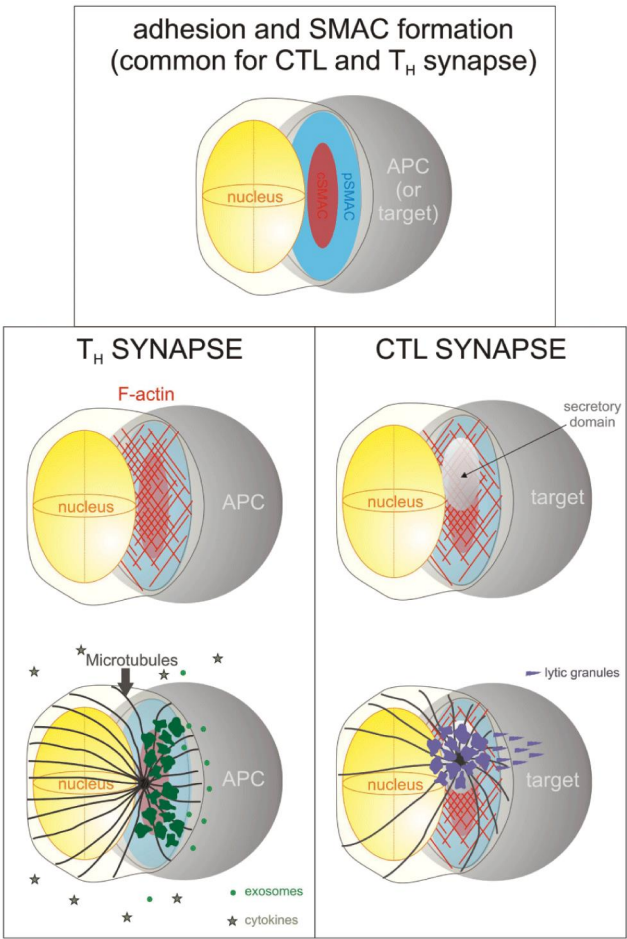 adhesion and SMAC formation
(common for CTL and TH synapse)
nucleus
cSMAC
pSMAC
APC
(or
target)
TH SYNAPSE
F-actin
nucleus
APC
Microtubules
nucleus
APC
exosomes
cytokines
CTL SYNAPSE
secretory
domain
nucleus
target
lytic granules
nucleus
target